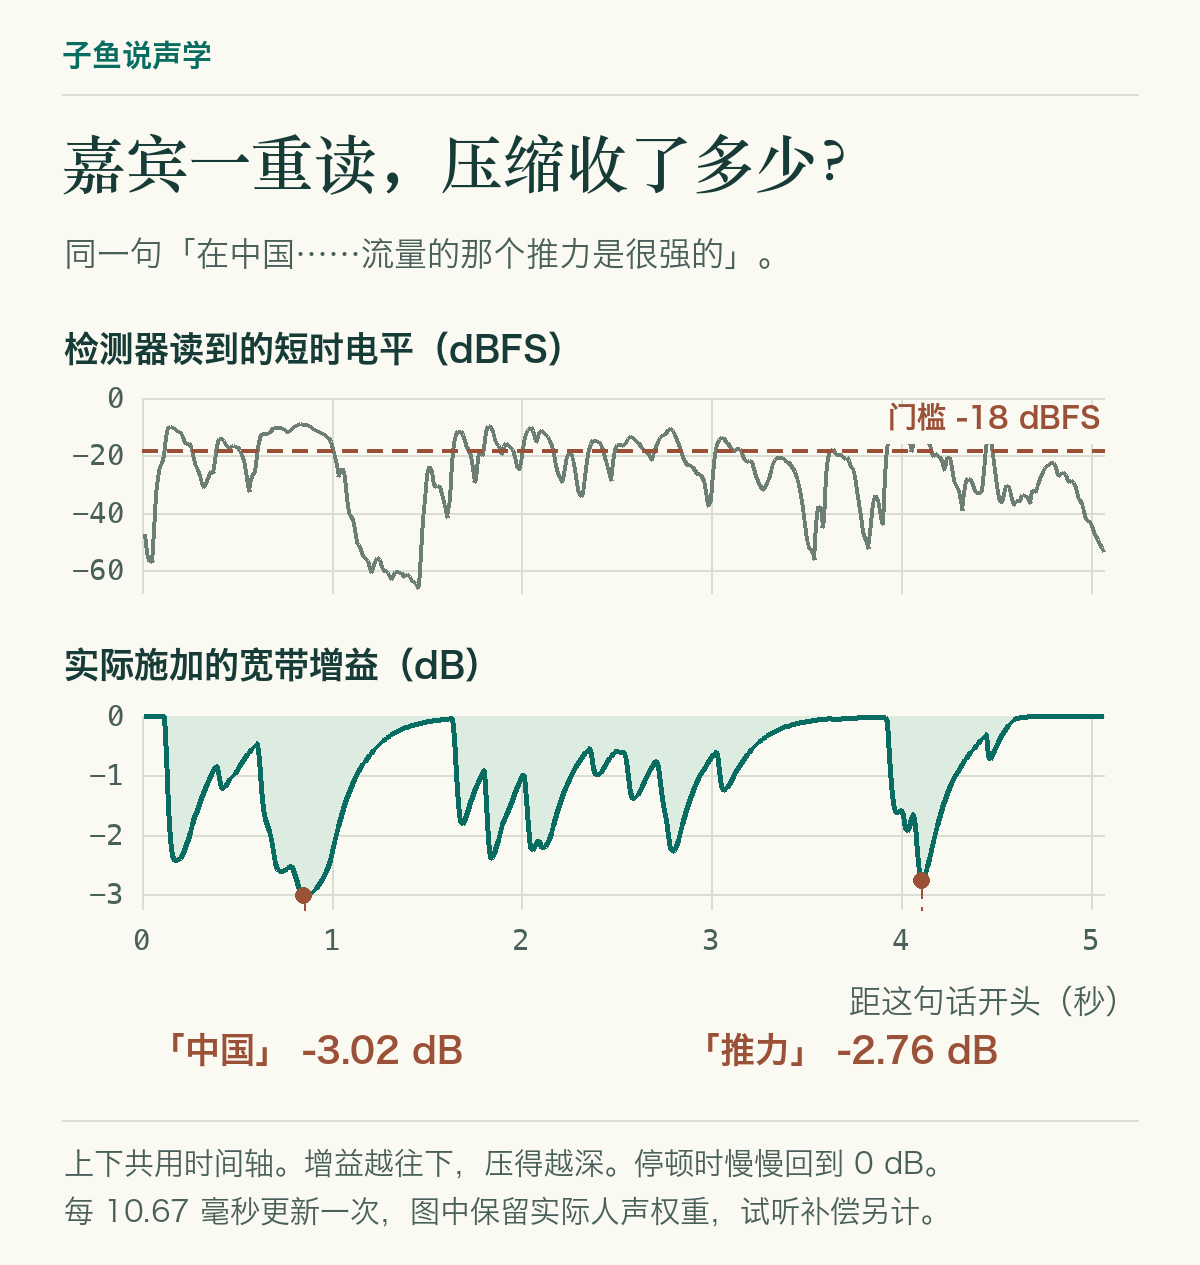 子鱼说声学
嘉宾一重读，压缩收了多少？
同一句「在中国……流量的那个推力是很强的」。
检测器读到的短时电平（dBFS）
0
门槛 -18 dBFS
−20
−40
−60
实际施加的宽带增益（dB）
0
−1
−2
−3
0 1 2 3 4 5
距这句话开头（秒）
「中国」 -3.02 dB 「推力」 -2.76 dB
上下共用时间轴。增益越往下，压得越深。停顿时慢慢回到 0 dB。
每 10.67 毫秒更新一次，图中保留实际人声权重，试听补偿另计。